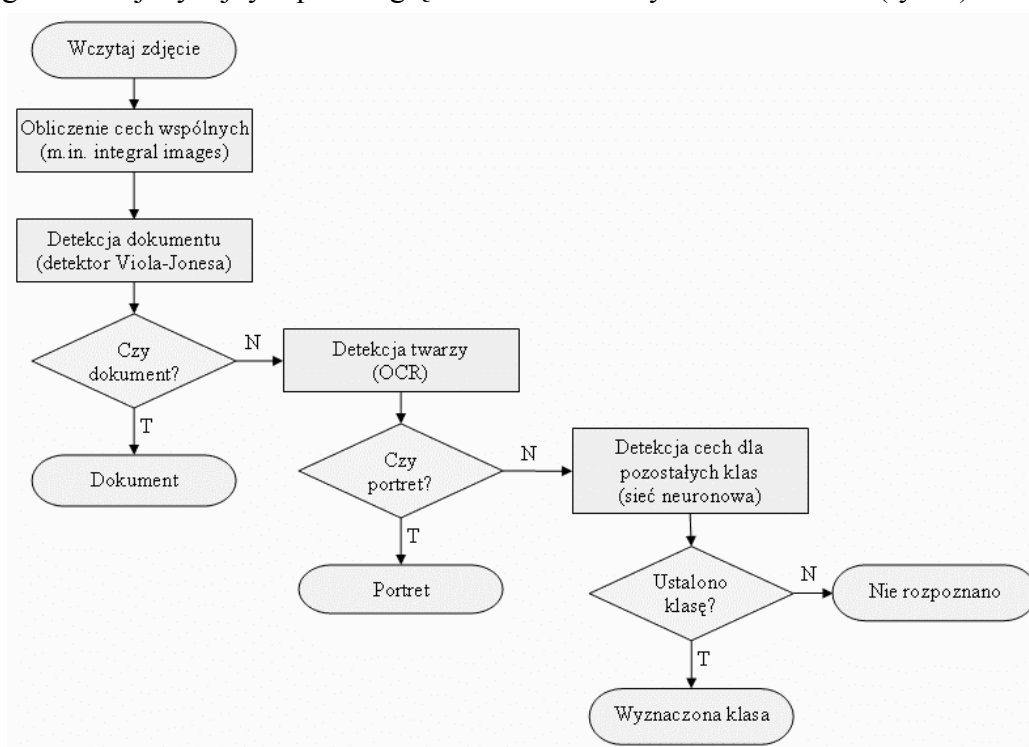 Wczytaj zdjęcie
Obliczenie cech wspólnych
(m.in. integral images)
Detekcja dokumentu
(detektor Viola-Jonesa)
Czy
dokument?
N
T
Dokument
Detekcja twarzy
(OCR)
Czy
portret?
N
T
Portret
Detekcja cech dla
pozostałych klas
(sieć neuronowa)
Ustalono
klasę?
N
Nie rozpoznano
T
Wyznaczona klasa